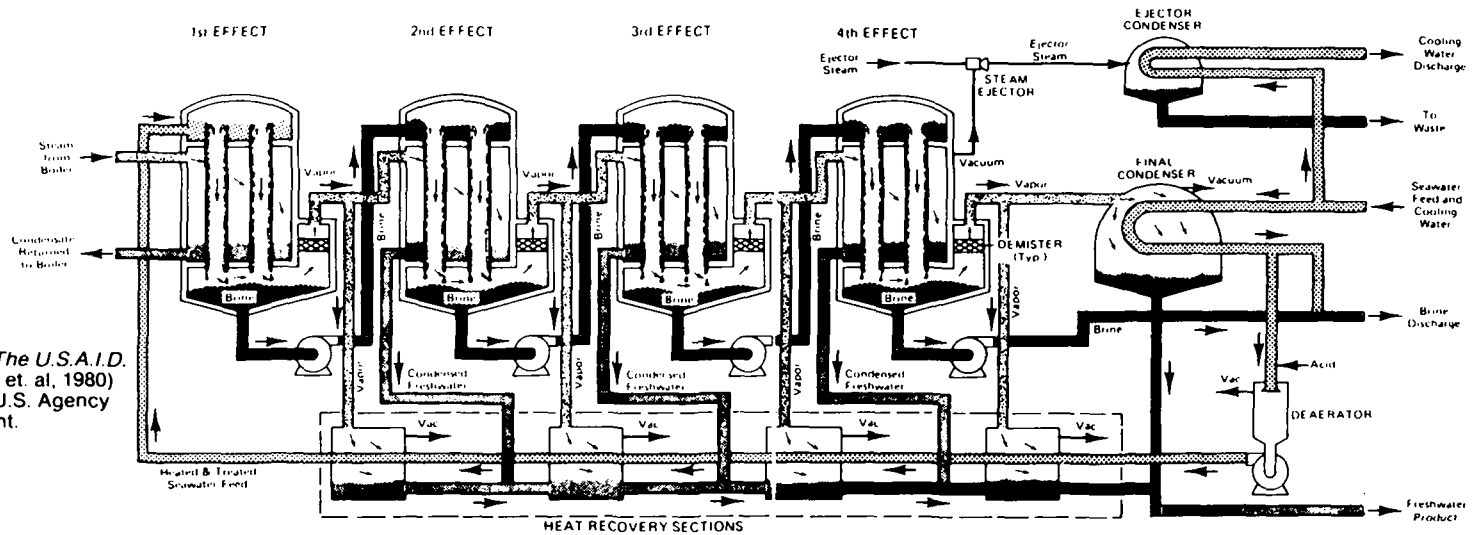 1st EFFECT
2nd EFFECT
3rd EFFECT
4th EFFECT
EJECTOR
CONDENSER
Cooling
Water
Discharge
Ejector
Steam
STEAM
EJECTOR
Ejector
Steam
To
Waste
Steam
from
Boiler
Vapor
Vapor
Vacuum
Vapor
FINAL
CONDENSER
Vacuum
Seawater
Feed and
Cooling
Water
Condensate
Returned
to Boiler
Brine
Brine
Brine
DEMISTER
(Typ.)
Brine
Brine
Brine
Brine
Vapor
Brine
Brine
Discharge
The U.S.A.I.D.
et. al, 1980)
U.S. Agency
nt.
Vapor
Condensed
Freshwater
Vapor
Condensed
Freshwater
Vapor
Condensed
Freshwater
Acid
Vac
DEAERATOR
Vac
Vac
Vac
Vac
Heated & Treated
Seawater Feed
HEAT RECOVERY SECTIONS
Freshwater
Product